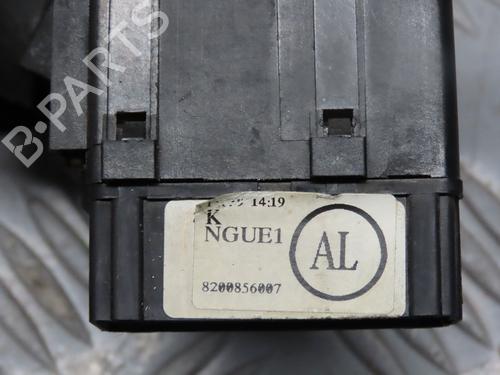 B-PARTS
14:19
K
NGUE1
AL
8200856007